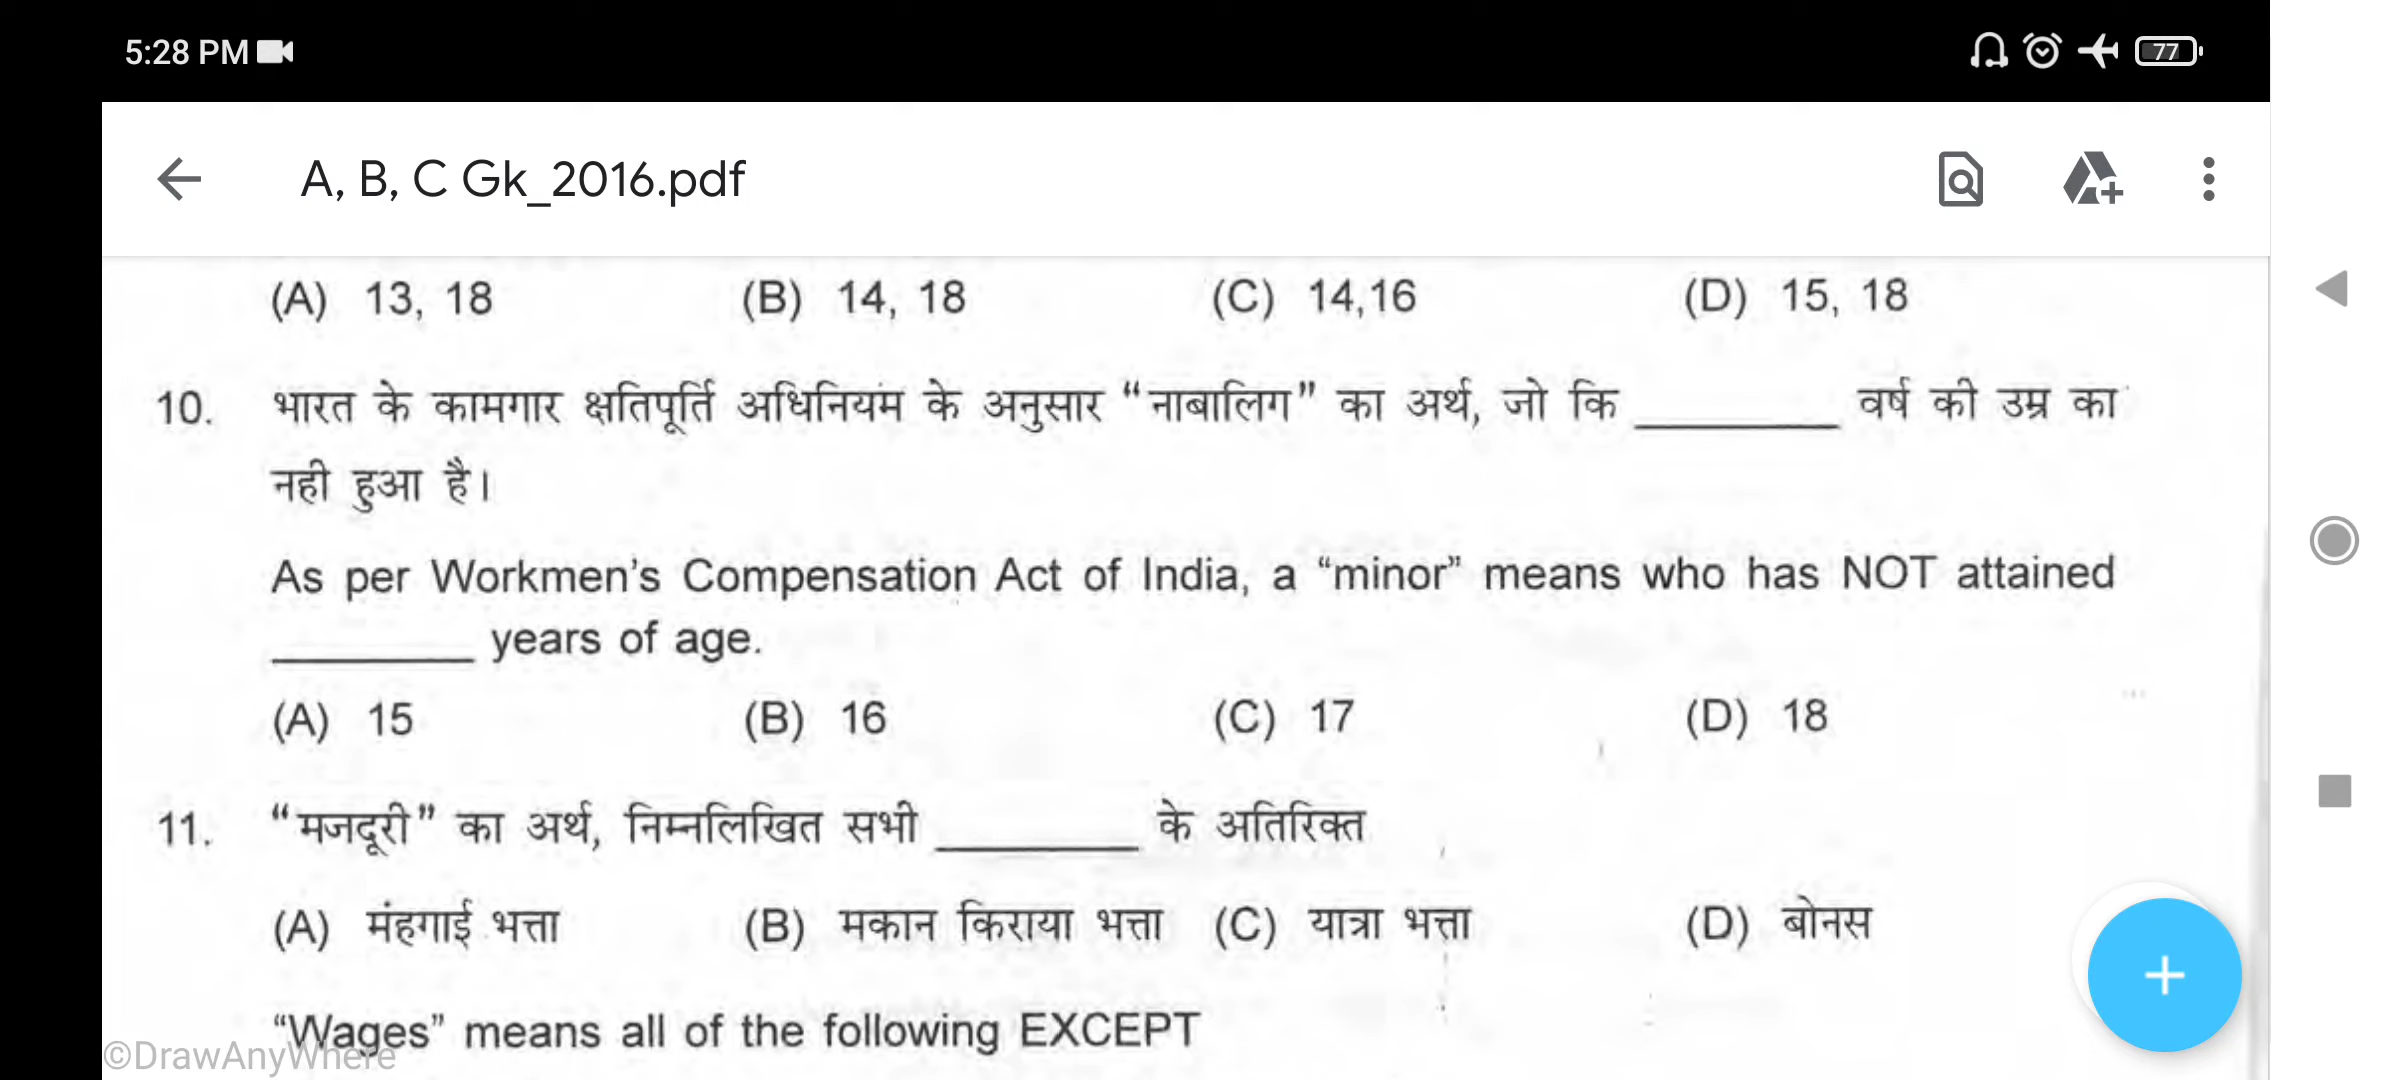 5:28 PM
77
A, B, C Gk_2016.pdf
(A) 13, 18 (B) 14, 18 (C) 14,16 (D) 15, 18
10. भारत के कामगार क्षतिपूर्ति अधिनियम के अनुसार “नाबालिग” का अर्थ, जो कि ________ वर्ष की उम्र का
नही हुआ है।
As per Workmen’s Compensation Act of India, a “minor” means who has NOT attained
________ years of age.
(A) 15 (B) 16 (C) 17 (D) 18
11. “मजदूरी” का अर्थ, निम्नलिखित सभी ________ के अतिरिक्त
(A) मंहगाई भत्ता (B) मकान किराया भत्ता (C) यात्रा भत्ता (D) बोनस
“Wages” means all of the following EXCEPT
©DrawAnyWhere